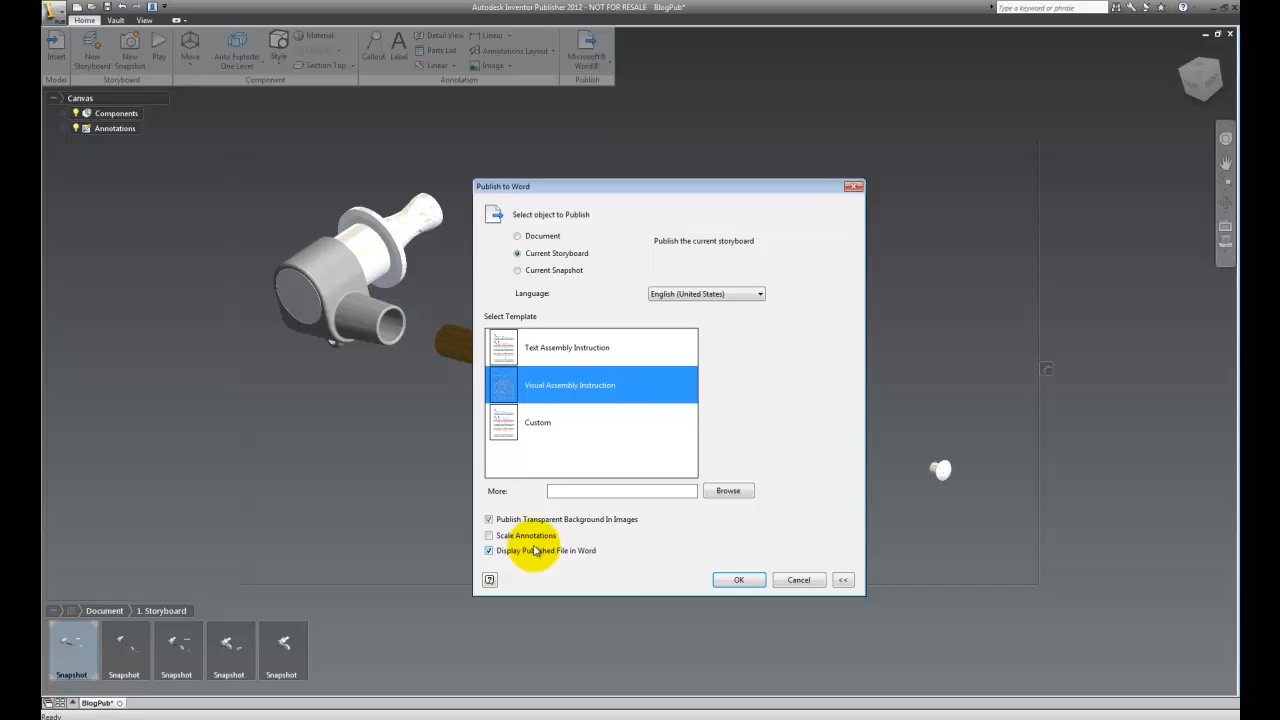 Autodesk Inventor Publisher 2012 - NOT FOR RESALE BlogPub*
Type a keyword or phrase
PUB
Home
Vault
View
Insert
New Storyboard
New Snapshot
Play
Move
Auto Explode
One Level
Style
Material
Section Top
Callout
Label
Detail View
Parts List
Linear
Linear
Annotations Layout
Image
Microsoft®
Word®
Model
Storyboard
Component
Annotation
Publish
Canvas
Components
Annotations
Publish to Word
Select object to Publish
Document
Current Storyboard
Current Snapshot
Publish the current storyboard
Language:
English (United States)
Select Template
Text Assembly Instruction
Visual Assembly Instruction
Custom
More:
Browse
Publish Transparent Background In Images
Scale Annotations
Display Published File in Word
OK
Cancel
<<
Document
1. Storyboard
Snapshot
Snapshot
Snapshot
Snapshot
Snapshot
BlogPub*
Ready